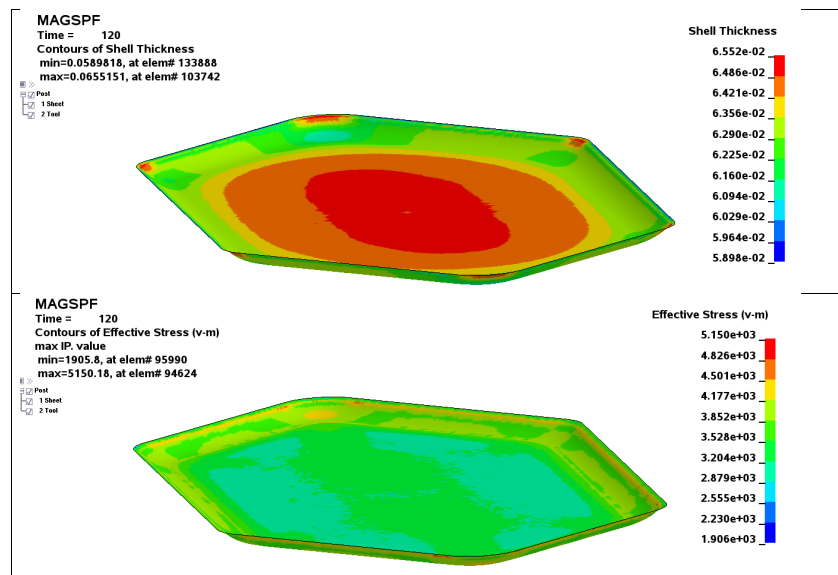 MAGSPF
Time = 120
Contours of Shell Thickness
min=0.0589818, at elem# 133888
max=0.0655151, at elem# 103742
Post
1 Sheet
2 Tool
Shell Thickness
6.552e-02
6.486e-02
6.421e-02
6.356e-02
6.290e-02
6.225e-02
6.160e-02
6.094e-02
6.029e-02
5.964e-02
5.898e-02
MAGSPF
Time = 120
Contours of Effective Stress (v-m)
max IP. value
min=1905.8, at elem# 95990
max=5150.18, at elem# 94624
Post
1 Sheet
2 Tool
Effective Stress (v-m)
5.150e+03
4.826e+03
4.501e+03
4.177e+03
3.852e+03
3.528e+03
3.204e+03
2.879e+03
2.555e+03
2.230e+03
1.906e+03